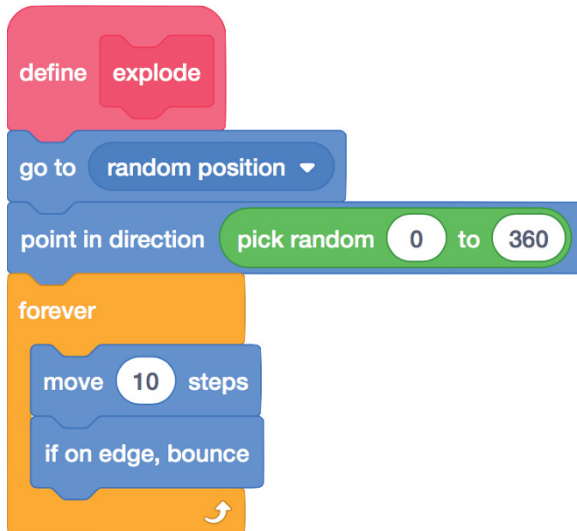 define explode
go to random position
point in direction pick random 0 to 360
forever
move 10 steps
if on edge, bounce